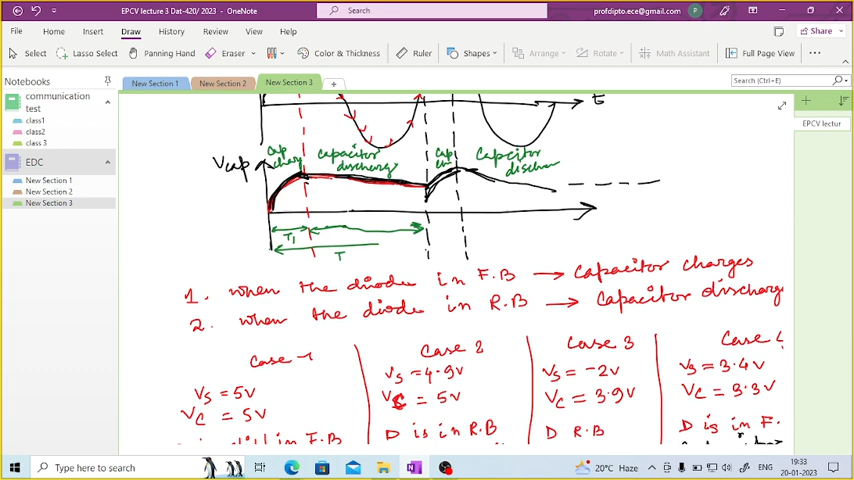 EPCV lecture 3 Dat-420/ 2023 - OneNote
Search
profdipto.ece@gmail.com
P
File
Home
Insert
Draw
History
Review
View
Help
Share
Select
Lasso Select
Panning Hand
Eraser
Color & Thickness
Ruler
Shapes
Arrange
Rotate
Math Assistant
Full Page View
Notebooks
New Section 1
New Section 2
New Section 3
Search (Ctrl+E)
communication
test
class1
class2
class 3
EDC
New Section 1
New Section 2
New Section 3
EPCV lectur
t
Vcap
Cap
charg
capacitor
discharge
Cap
Capacitor
dischar
T1
T
1. when the diode in F.B → Capacitor charges
2. when the diode in R.B → Capacitor discharge
Case 1
Vs = 5v
Vc = 5v
Case 2
Vs = 4.9v
Vc = 5v
D is in R.B
Case 3
Vs = -2v
Vc = 3.9v
D R.B
Case
Vs = 3.4v
Vc = 3.3v
D is in F.
Type here to search
20°C Haze
ENG
19:33
20-01-2023